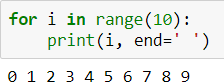 for i in range(10):
    print(i, end=' ')
0 1 2 3 4 5 6 7 8 9